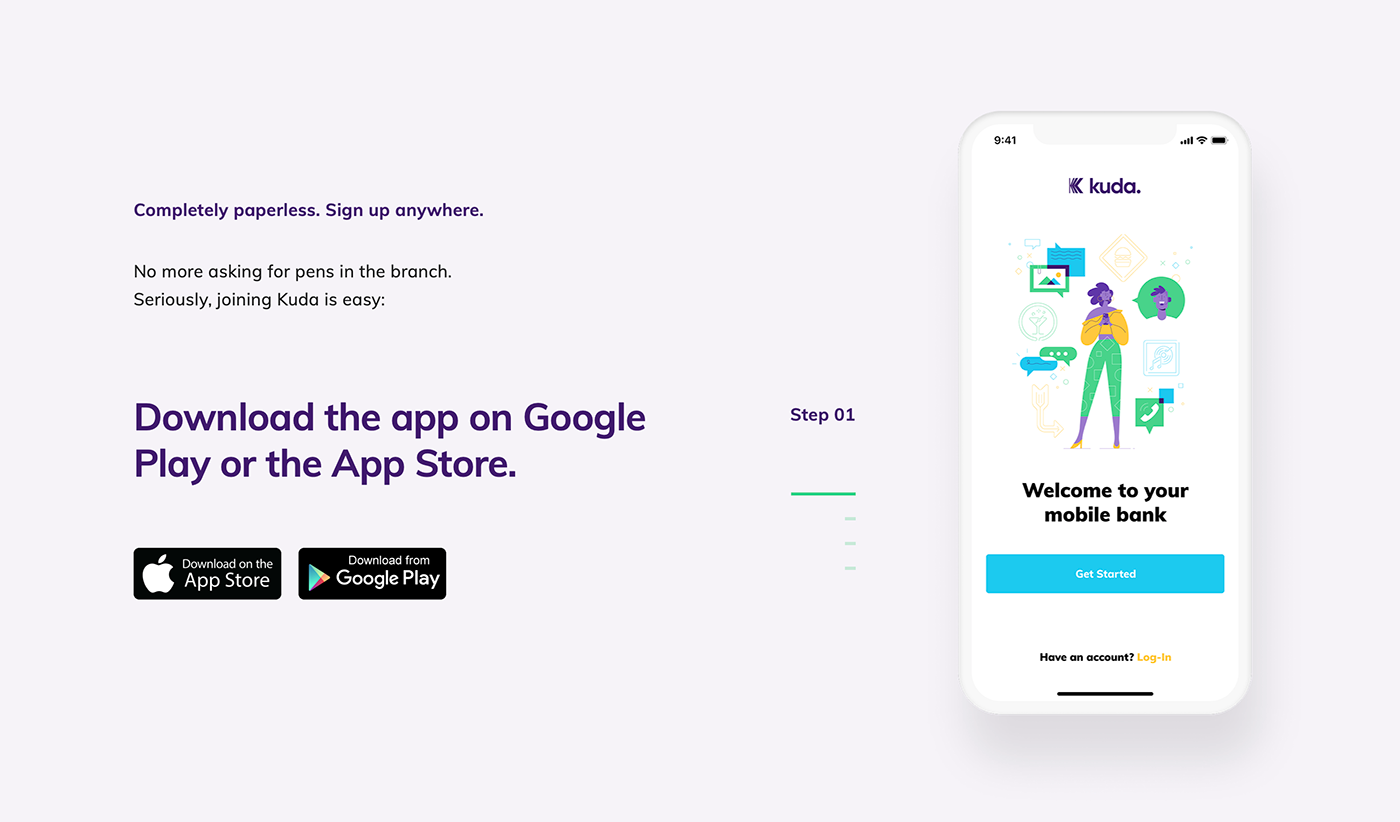 Completely paperless. Sign up anywhere.
No more asking for pens in the branch.
Seriously, joining Kuda is easy:
Download the app on Google
Play or the App Store.
Download on the
App Store
Download from
Google Play
Step 01
9:41
kuda.
Welcome to your
mobile bank
Get Started
Have an account? Log-In